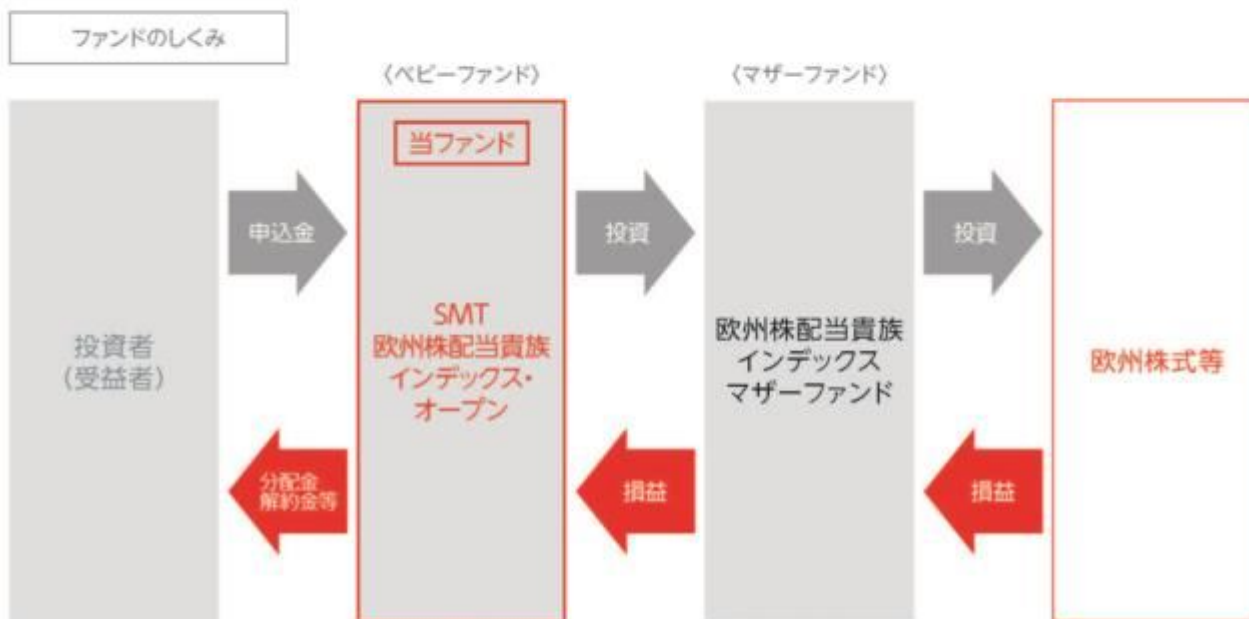 ファンドのしくみ
〈ベビーファンド〉
〈マザーファンド〉
当ファンド
申込金
投資
投資
投資者
（受益者）
SMT
欧州株配当貴族
インデックス・
オープン
欧州株配当貴族
インデックス
マザーファンド
欧州株式等
分配金
解約金等
損益
損益